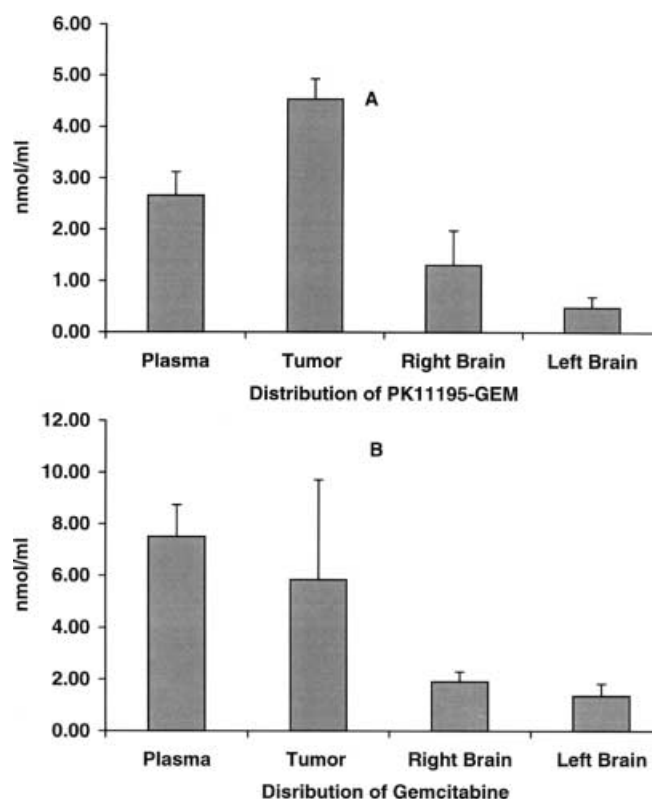 6.00
5.00
4.00
3.00
2.00
1.00
0.00
nmol/ml
A
Plasma Tumor Right Brain Left Brain
Distribution of PK11195-GEM
12.00
10.00
8.00
6.00
4.00
2.00
0.00
nmol/ml
B
Plasma Tumor Right Brain Left Brain
Disribution of Gemcitabine